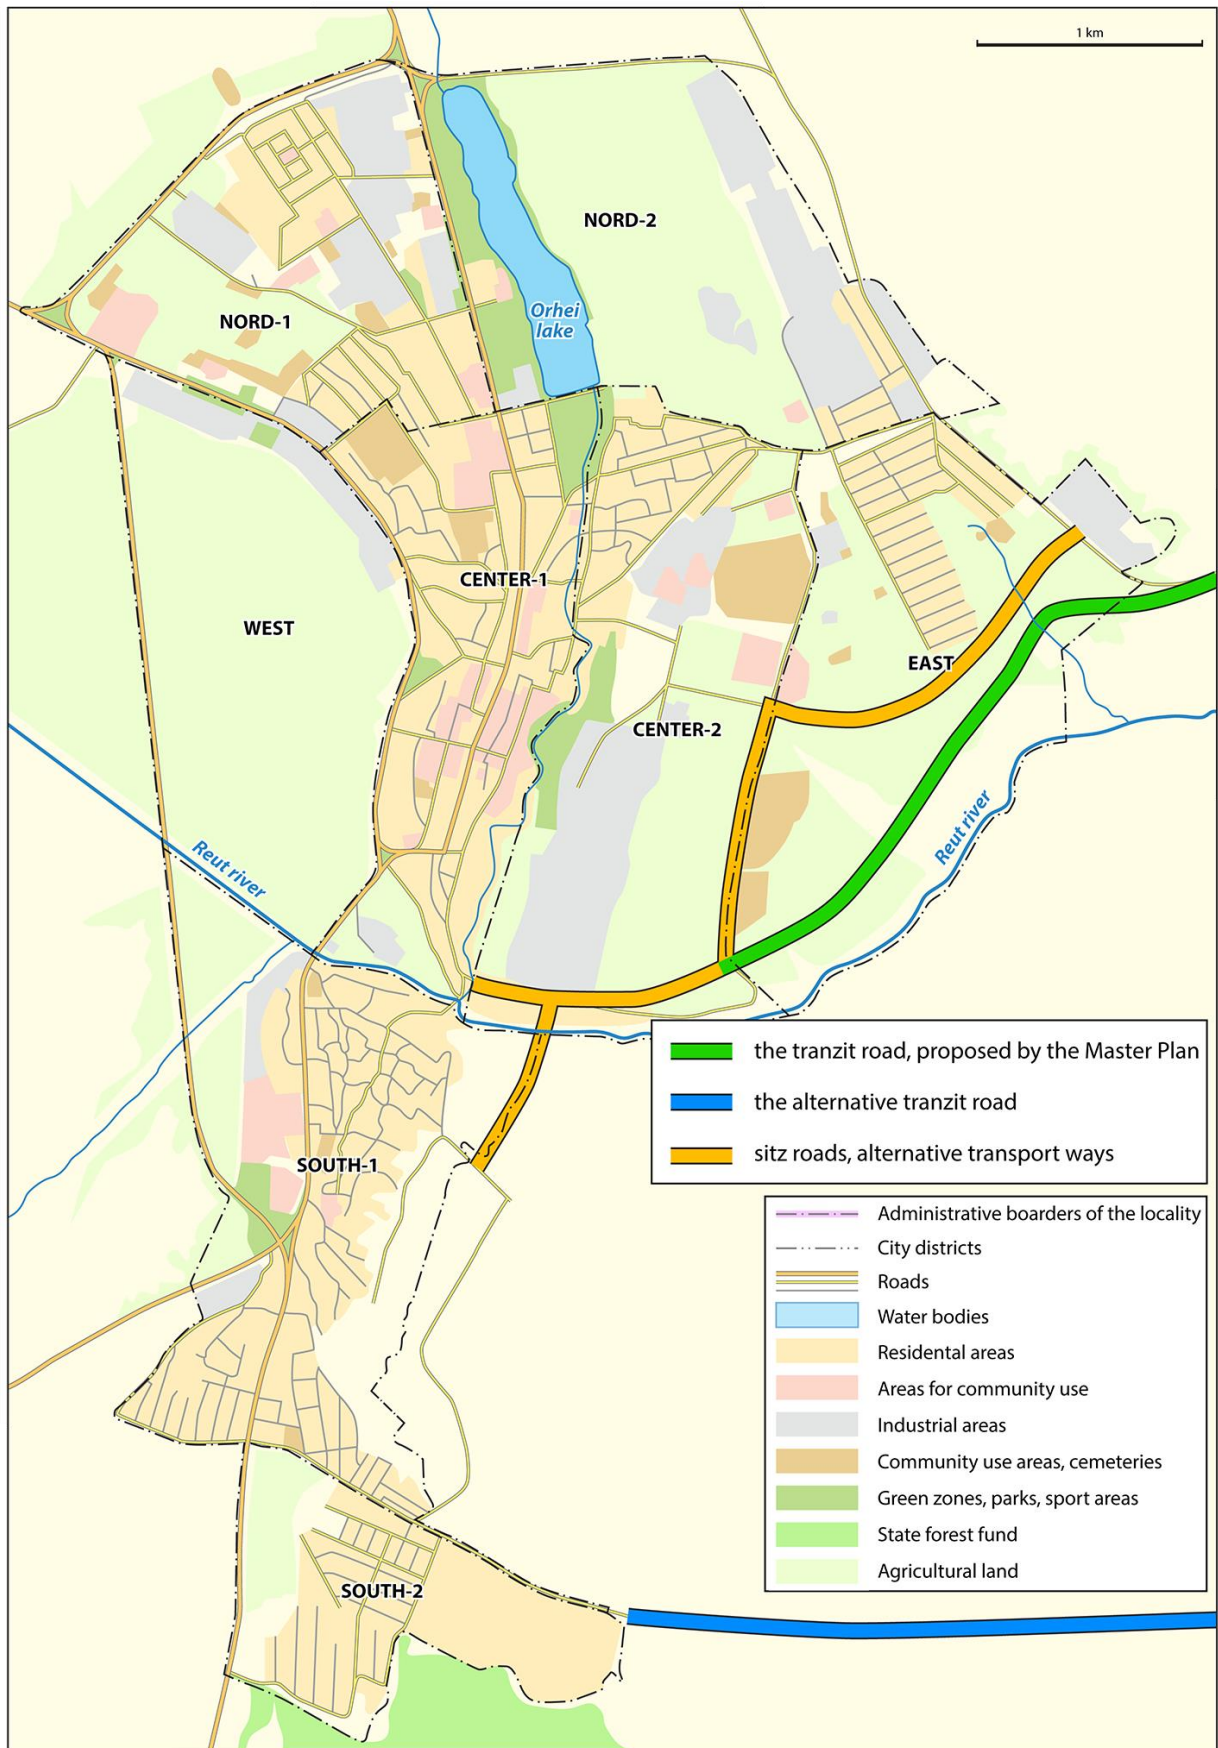 1 km
NORD-2
Orhei
lake
NORD-1
CENTER-1
WEST
EAST
CENTER-2
Reut river
Reut river
SOUTH-1
SOUTH-2
the tranzit road, proposed by the Master Plan
the alternative tranzit road
sitz roads, alternative transport ways
Administrative boarders of the locality
City districts
Roads
Water bodies
Residental areas
Areas for community use
Industrial areas
Community use areas, cemeteries
Green zones, parks, sport areas
State forest fund
Agricultural land